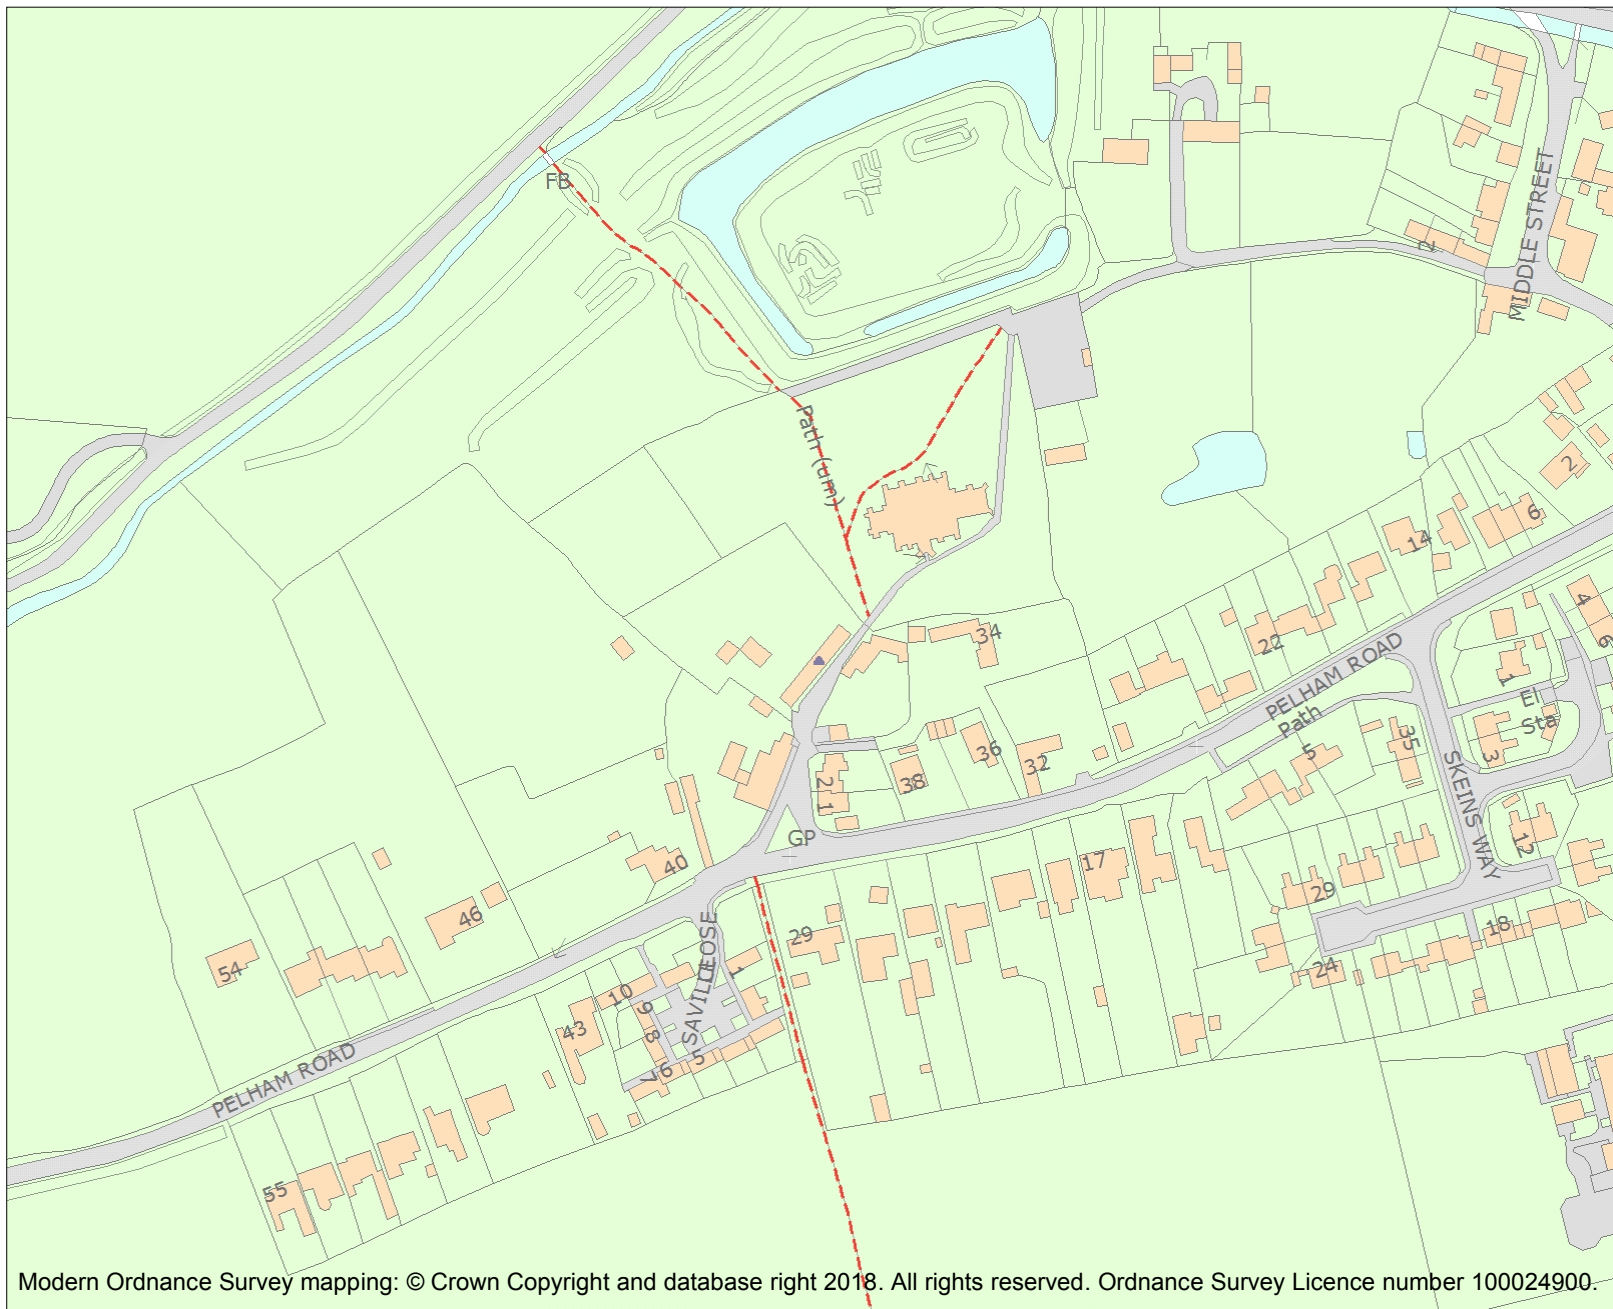 FB
MIDDLE STREET
2
Path (um)
2
6
14
22
34
4
6
PELHAM ROAD
Path
1
El
Sta
35
5
3
36
32
38
2
1
SKEINS WAY
GP
12
17
40
29
46
29
18
54
SAVILLE
CLOSE
1
24
10
9
43
8
5
6
7
PELHAM ROAD
55
Modern Ordnance Survey mapping: © Crown Copyright and database right 2018. All rights reserved. Ordnance Survey Licence number 100024900.